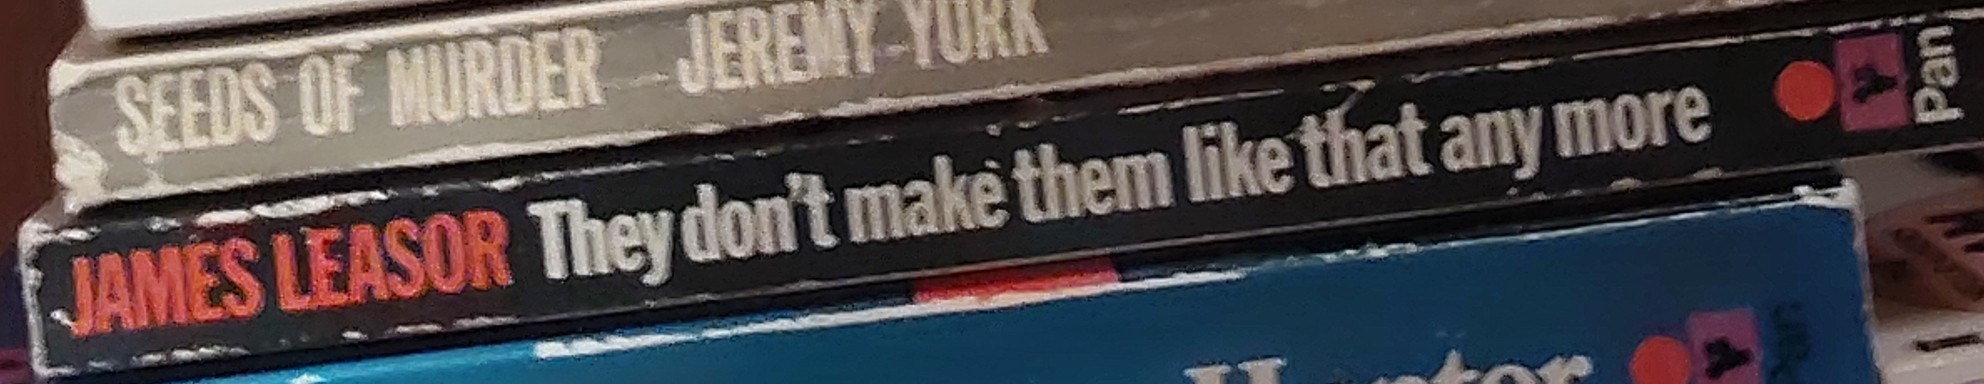 SEEDS OF MURDER JEREMY YORK
JAMES LEASOR They don't make them like that any more Pan